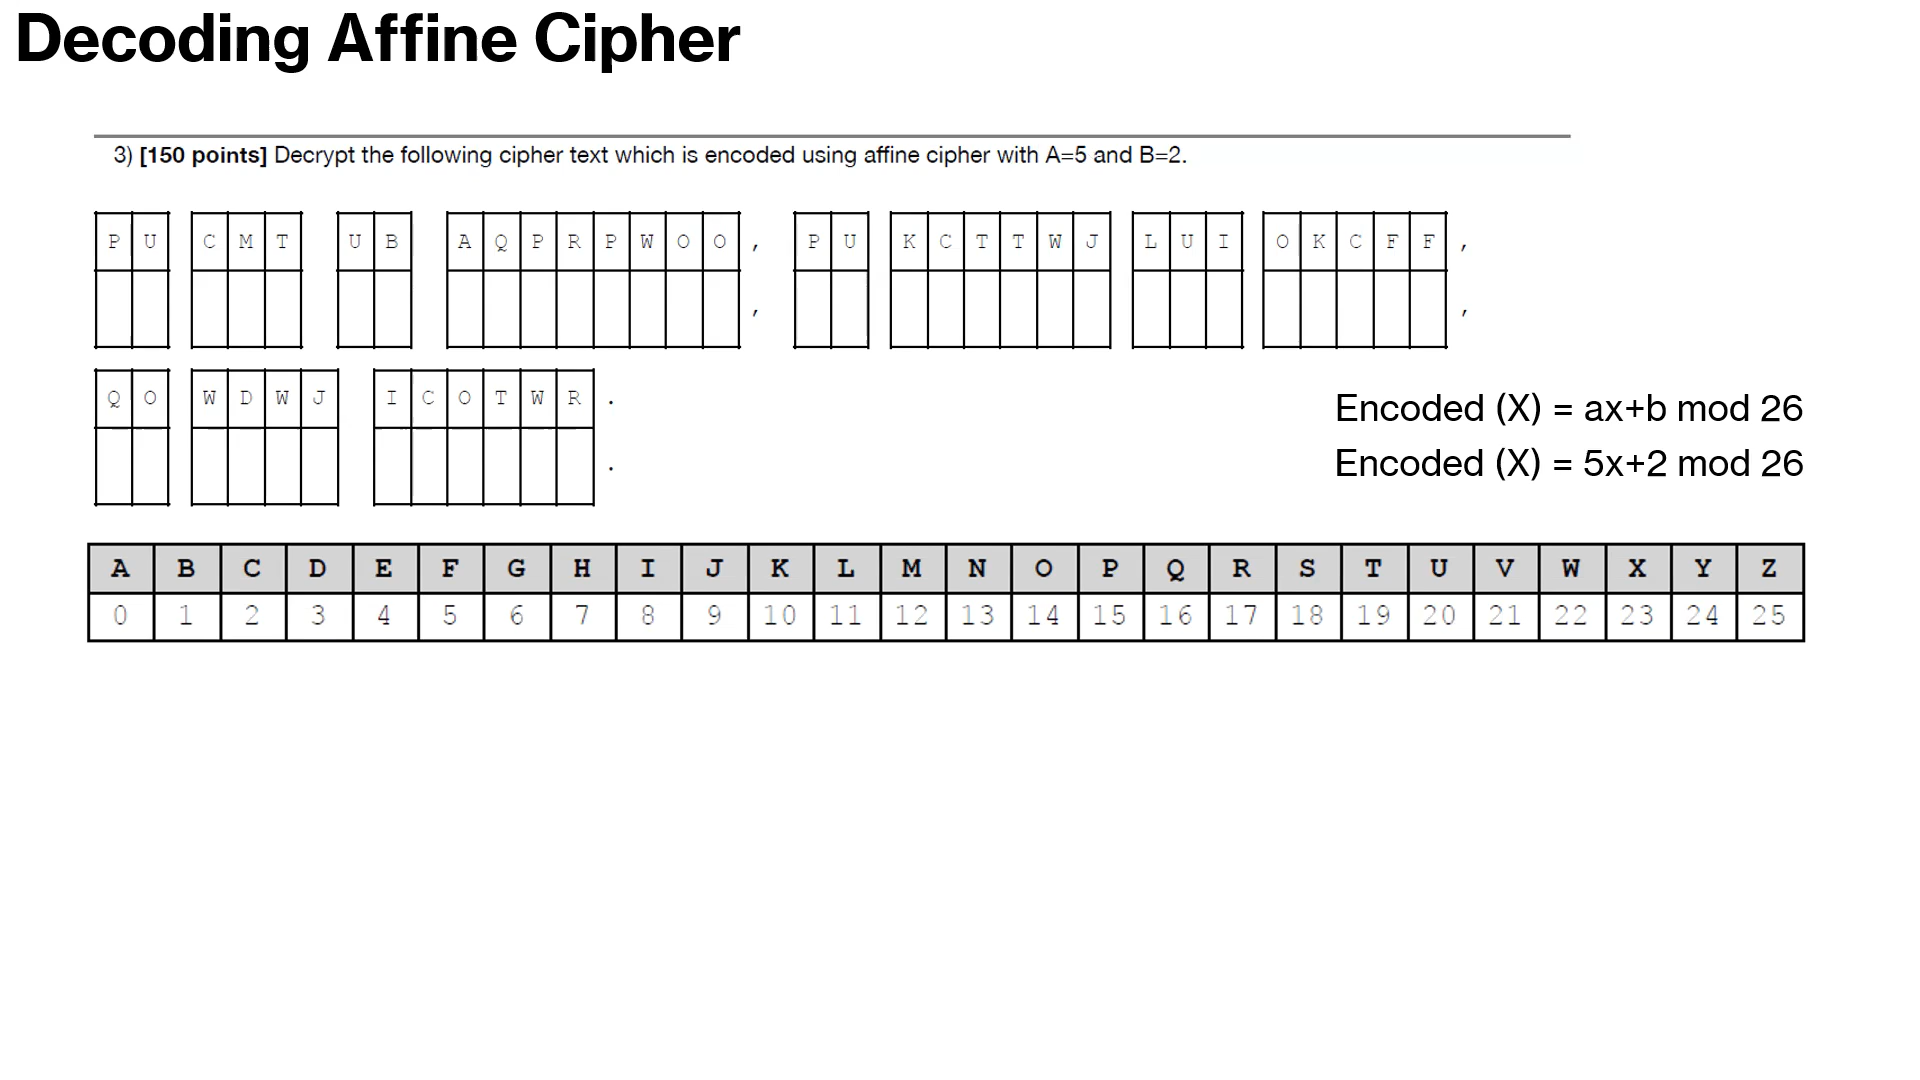 Decoding Affine Cipher
3) [150 points] Decrypt the following cipher text which is encoded using affine cipher with A=5 and B=2.
P U C M T U B A Q P R P W O O , P U K C T T W J L U I O K C F F ,
, ,
Q O W D W J I C O T W R .
.
Encoded (X) = ax+b mod 26
Encoded (X) = 5x+2 mod 26
A B C D E F G H I J K L M N O P Q R S T U V W X Y Z
0 1 2 3 4 5 6 7 8 9 10 11 12 13 14 15 16 17 18 19 20 21 22 23 24 25